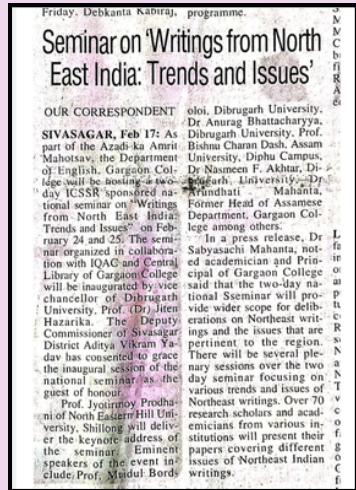 Friday, Debkanta Kabiraj,
programme.
Seminar on 'Writings from North
East India: Trends and Issues'
OUR CORRESPONDENT
SIVASAGAR, Feb 17: As
part of the Azadi ka Amrit
Mahotsav, the Department
of English, Gargaon Col-
lege will be hosting a two-
day ICSSR sponsored na-
tional seminar on "Writings
from North East India:
Trends and Issues" on Feb-
ruary 24 and 25. The semi-
nar organized in collabora-
tion with IQAC and Central
Library of Gargaon College
will be inaugurated by vice
chancellor of Dibrugarh
University, Prof. (Dr) Jiten
Hazarika. The Deputy
Commissioner of Sivasagar
District Aditya Vikram Ya-
dav has consented to grace
the inaugural session of the
national seminar as the
guest of honour.
Prof. Jyotirmoy Prodha-
ni of North Eastern Hill Uni-
versity, Shillong will deliv-
er the keynote address of
the seminar. Eminent
speakers of the event in-
clude Prof. Maidul Bords
oloi, Dibrugarh University,
Dr Anurag Bhattacharyya,
Dibrugarh University, Prof.
Bishnu Charan Dash, Assam
University, Diphu Campus,
Dr Nasmeen F. Akhtar, Di-
brugarh University, Dr
Arundhati Mahanta,
Former Head of Assamese
Department, Gargaon Col-
lege among others.
In a press release, Dr
Sabyasachi Mahanta, not-
ed academician and Prin-
cipal of Gargaon College
said that the two-day na-
tional Sseminar will pro-
vide wider scope for delib-
erations on Northeast writ-
ings and the issues that are
pertinent to the region.
There will be several ple-
nary sessions over the two
day seminar focusing on
various trends and issues of
Northeast writings. Over 70
research scholars and acad-
emicians from various in-
stitutions will present their
papers covering different
issues of Northeast Indian
writings.